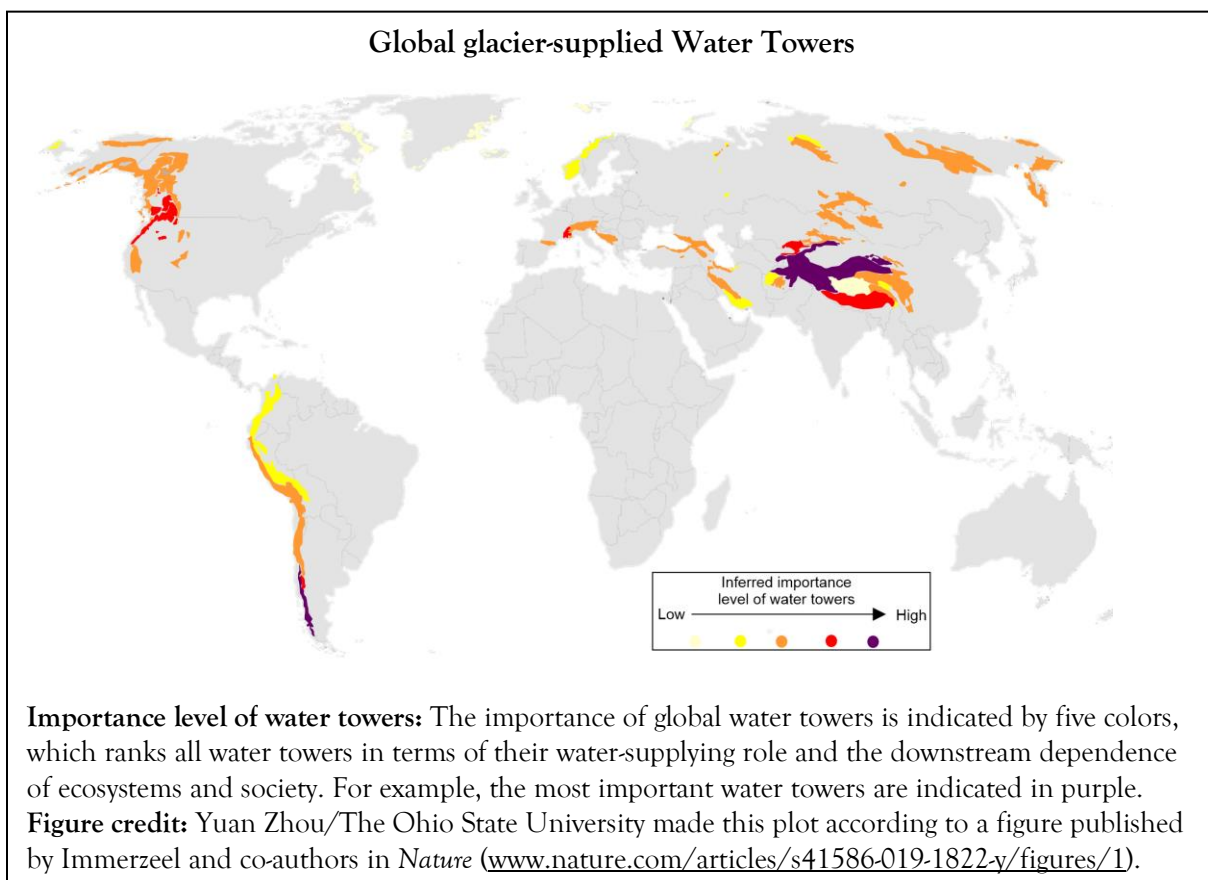 Global glacier-supplied Water Towers
Inferred importance
level of water towers
Low
High
Importance level of water towers: The importance of global water towers is indicated by five colors,
which ranks all water towers in terms of their water-supplying role and the downstream dependence
of ecosystems and society. For example, the most important water towers are indicated in purple.
Figure credit: Yuan Zhou/The Ohio State University made this plot according to a figure published
by Immerzeel and co-authors in Nature (www.nature.com/articles/s41586-019-1822-y/figures/1).